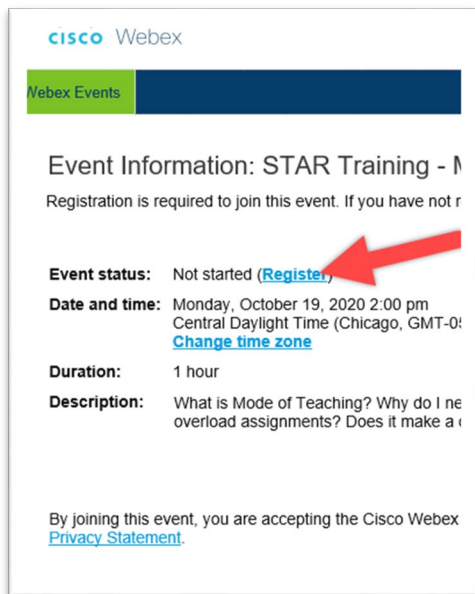 cisco Webex
Webex Events
Event Information: STAR Training -
Registration is required to join this event. If you have not
Event status: Not started (Register)
Date and time: Monday, October 19, 2020 2:00 pm
Central Daylight Time (Chicago, GMT-05
Change time zone
Duration: 1 hour
Description: What is Mode of Teaching? Why do I ne
overload assignments? Does it make a
By joining this event, you are accepting the Cisco Webex
Privacy Statement.